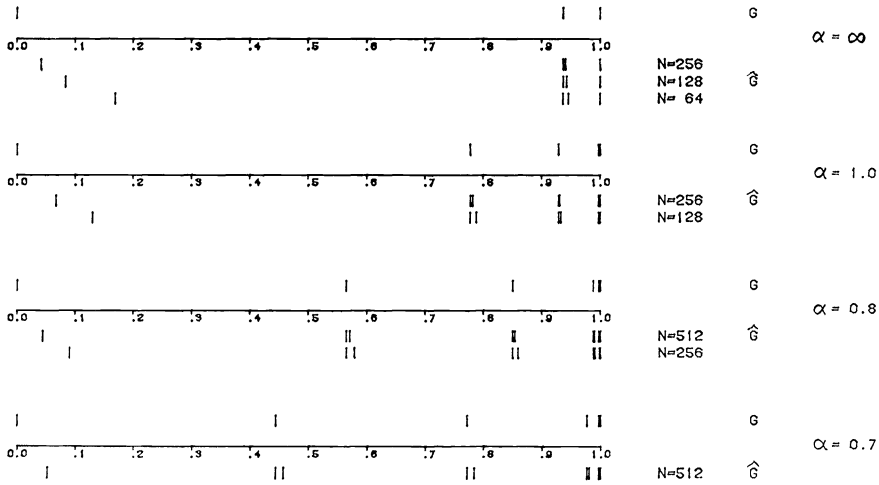 G
0.0 .1 .2 .3 .4 .5 .6 .7 .8 .9 1.0
α = ∞
N=256
N=128 Ĝ
N= 64
G
0.0 .1 .2 .3 .4 .5 .6 .7 .8 .9 1.0
α = 1.0
N=256 Ĝ
N=128
G
0.0 .1 .2 .3 .4 .5 .6 .7 .8 .9 1.0
α = 0.8
N=512 Ĝ
N=256
G
0.0 .1 .2 .3 .4 .5 .6 .7 .8 .9 1.0
α = 0.7
N=512 Ĝ